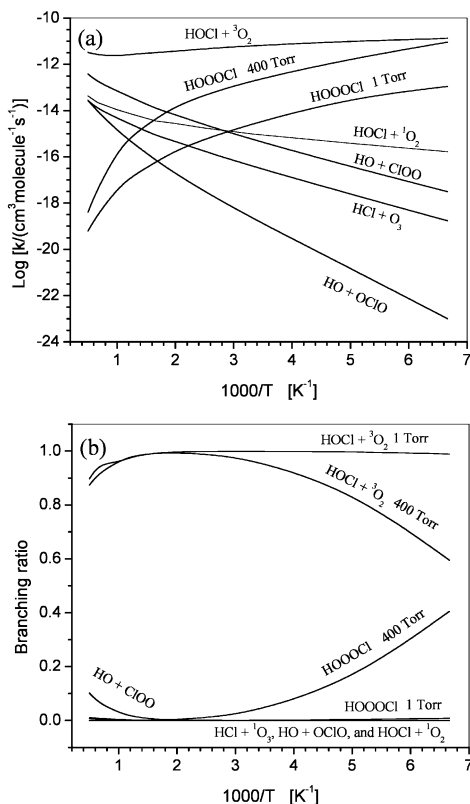 (a)
HOCl + ³O₂
HOOOCl 400 Torr
HOOOCl 1 Torr
HOCl + ¹O₂
HO + ClOO
HCl + O₃
HO + OClO
Log [k/(cm³molecule⁻¹s⁻¹)]
-10
-12
-14
-16
-18
-20
-22
-24
1 2 3 4 5 6 7
1000/T [K⁻¹]
(b)
HOCl + ³O₂ 1 Torr
HOCl + ³O₂ 400 Torr
HOOOCl 400 Torr
HO + ClOO
HOOOCl 1 Torr
HCl + ¹O₃, HO + OClO, and HOCl + ¹O₂
Branching ratio
1.0
0.8
0.6
0.4
0.2
0.0
1 2 3 4 5 6 7
1000/T [K⁻¹]